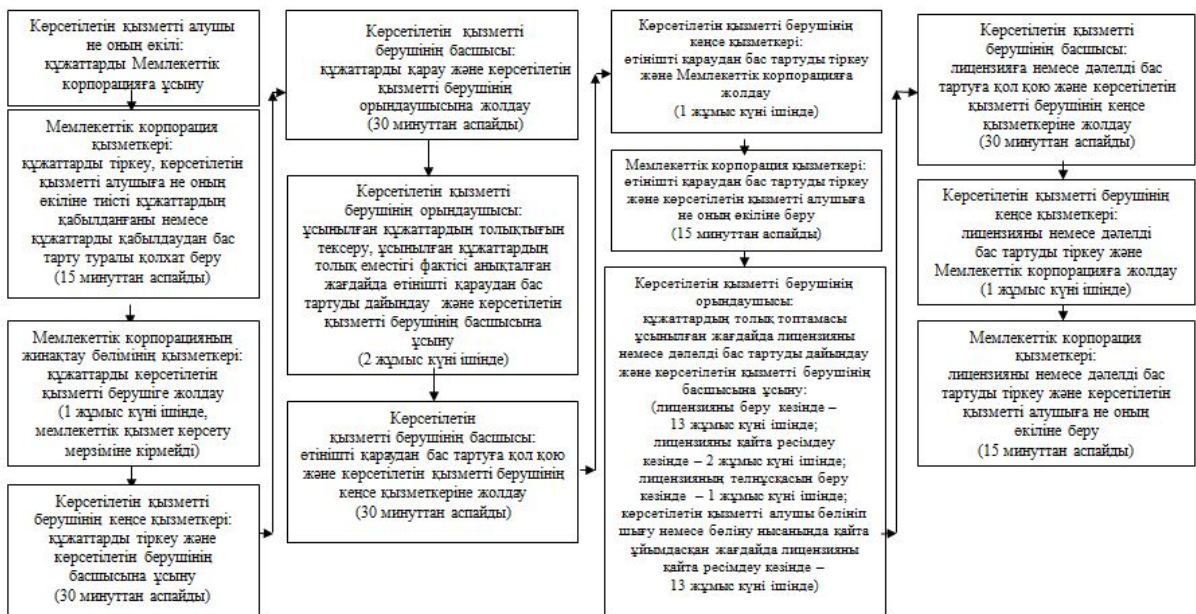 Көрсетілетін қызметті алушы
не оның өкілі:
құжаттарды Мемлекеттік
корпорацияға ұсыну
Мемлекеттік корпорация
қызметкері:
құжаттарды тіркеу, көрсетілетін
қызметті алушыға не оның
өкіліне тиісті құжаттардың
қабылданғаны немесе
құжаттарды қабылдаудан бас
тарту туралы қолхат беру
(15 минуттан аспайды)
Мемлекеттік корпорацияның
жинақтау бөлімінің қызметкері:
құжаттарды көрсетілетін
қызметті берушіге жолдау
(1 жұмыс күні ішінде,
мемлекеттік қызмет көрсету
мерзіміне кірмейді)
Көрсетілетін қызметті
берушінің кеңсе қызметкері:
құжаттарды тіркеу және
көрсетілетін берушінің
басшысына ұсыну
(30 минуттан аспайды)
Көрсетілетін қызметті
берушінің басшысы:
құжаттарды қарау және көрсетілетін
қызметті берушінің
орындаушысына жолдау
(30 минуттан аспайды)
Көрсетілетін қызметті
берушінің орындаушысы:
ұсынылған құжаттардың толықтығын
тексеру, ұсынылған құжаттардың
толық еместігі фактісі анықталған
жағдайда өтінішті қараудан бас
тартуды дайындау және көрсетілетін
қызметті берушінің басшысына
ұсыну
(2 жұмыс күні ішінде)
Көрсетілетін
қызметті берушінің басшысы:
өтінішті қараудан бас тартуға қол қою
және көрсетілетін қызметті берушінің
кеңсе қызметкеріне жолдау
(30 минуттан аспайды)
Көрсетілетін қызметті берушінің
кеңсе қызметкері:
өтінішті қараудан бас тартуды тіркеу
және Мемлекеттік корпорацияға
жолдау
(1 жұмыс күні ішінде)
Мемлекеттік корпорация қызметкері:
өтінішті қараудан бас тартуды тіркеу
және көрсетілетін қызметті алушыға
не оның өкіліне беру
(15 минуттан аспайды)
Көрсетілетін қызметті берушінің
орындаушысы:
құжаттардың толық топтамасы
ұсынылған жағдайда лицензияны
немесе дәлелді бас тартуды дайындау
және көрсетілетін қызметті берушінің
басшысына ұсыну:
(лицензияны беру кезінде –
13 жұмыс күні ішінде;
лицензияны қайта ресімдеу
кезінде – 2 жұмыс күні ішінде;
лицензияның телнұсқасын беру
кезінде – 1 жұмыс күні ішінде;
көрсетілетін қызметті алушы бөлініп
шығу немесе бөліну нысанында қайта
ұйымдасқан жағдайда лицензияны
қайта ресімдеу кезінде –
13 жұмыс күні ішінде)
Көрсетілетін қызметті
берушінің басшысы:
лицензияға немесе дәлелді бас
тартуға қол қою және көрсетілетін
қызметті берушінің кеңсе
қызметкеріне жолдау
(30 минуттан аспайды)
Көрсетілетін қызметті берушінің
кеңсе қызметкері:
лицензияны немесе дәлелді
бас тартуды тіркеу және
Мемлекеттік корпорацияға жолдау
(1 жұмыс күні ішінде)
Мемлекеттік корпорация
қызметкері:
лицензияны немесе дәлелді бас
тартуды тіркеу және көрсетілетін
қызметті алушыға не оның
өкіліне беру
(15 минуттан аспайды)